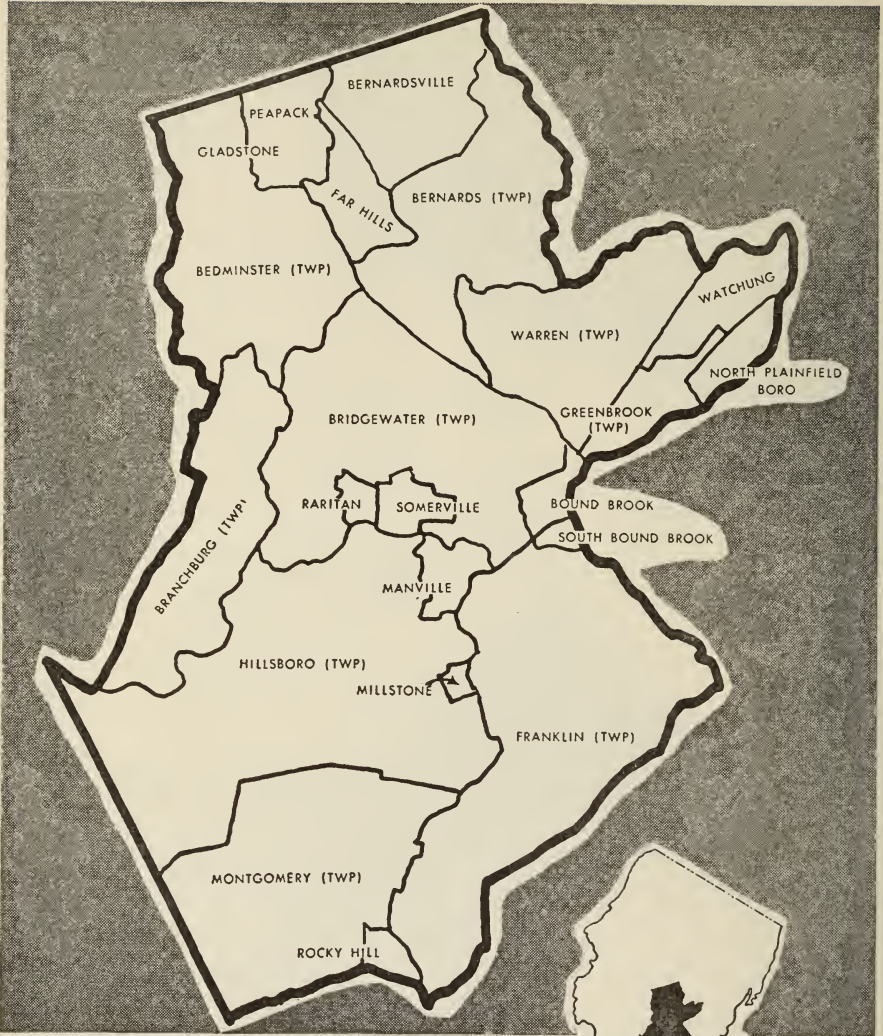 BERNARDSVILLE
PEAPACK
GLADSTONE
FAR HILLS
BERNARDS (TWP)
BEDMINSTER (TWP)
WATCHUNG
WARREN (TWP)
NORTH PLAINFIELD
BORO
GREENBROOK
(TWP)
BRIDGEWATER (TWP)
RARITAN
SOMERVILLE
BOUND BROOK
SOUTH BOUND BROOK
BRANCHBURG (TWP)
MANVILLE
HILLSBORO (TWP)
MILLSTONE
FRANKLIN (TWP)
MONTGOMERY (TWP)
ROCKY HILL